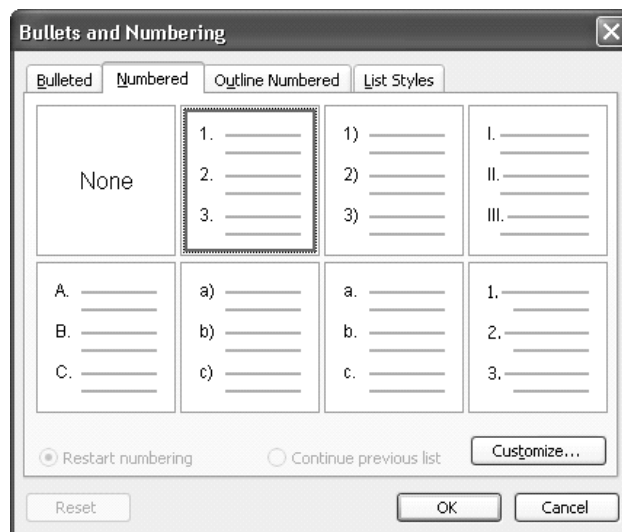 Bullets and Numbering
Bulleted Numbered Outline Numbered List Styles
None
1.
2.
3.
1)
2)
3)
I.
II.
III.
A.
B.
C.
a)
b)
c)
a.
b.
c.
1.
2.
3.
Restart numbering Continue previous list Customize...
Reset OK Cancel